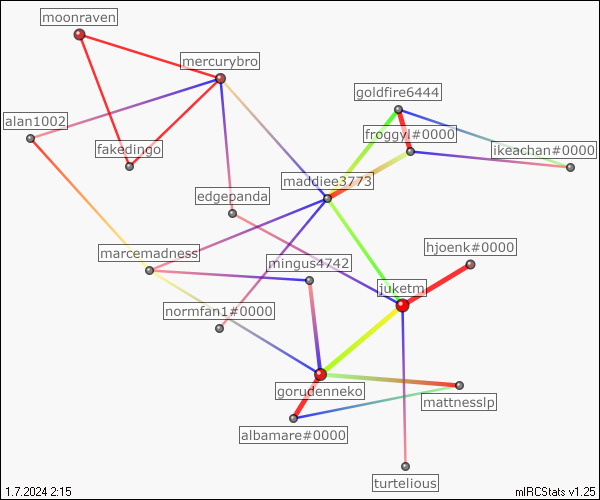 moonraven
mercurybro
goldfire6444
alan1002
froggyl#0000
fakedingo
ikeachan#0000
maddiee3773
edgepanda
marcemadness
hjoenk#0000
mingus4742
juketm
normfan1#0000
gorudenneko
mattnesslp
albamare#0000
turtelious
1.7.2024 2:15
mIRCStats v1.25